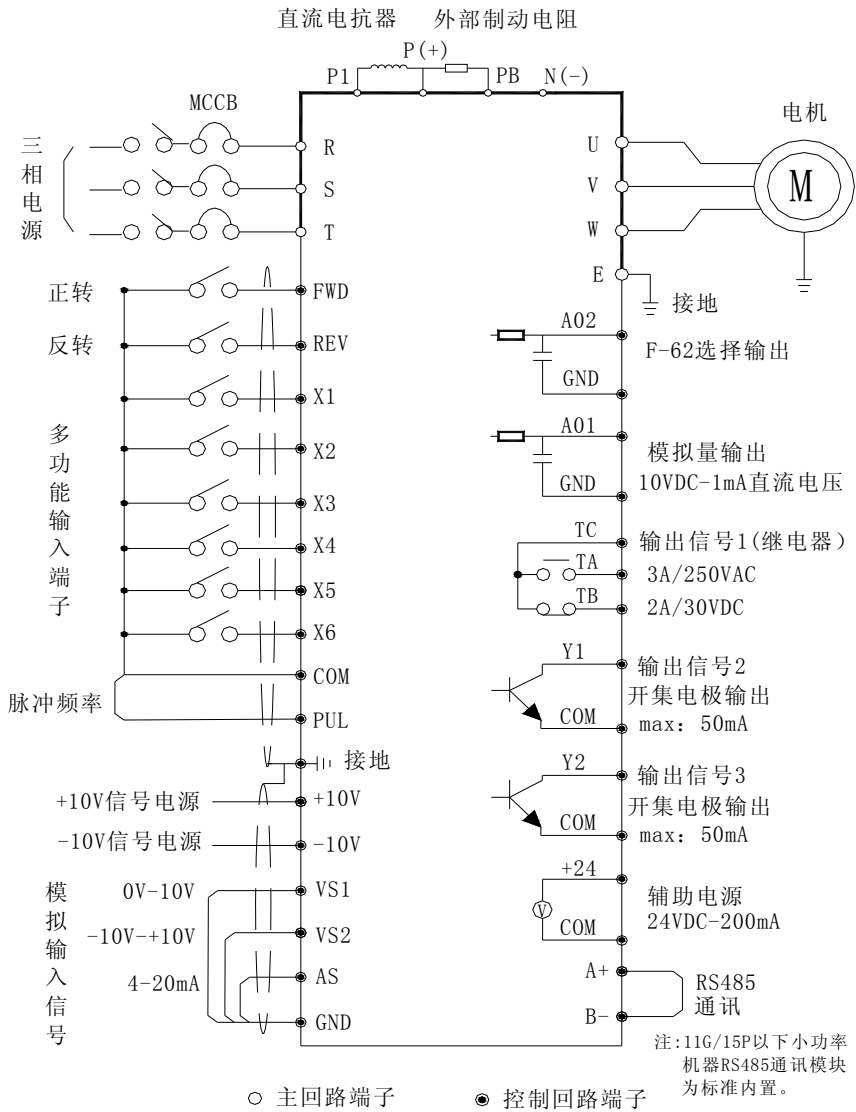 直流电抗器 外部制动电阻
P(+)
P1
PB
N(-)
MCCB
电机
三相电源
R
S
T
U
V
W
M
E
接地
正转
FWD
反转
REV
多功能输入端子
X1
X2
X3
X4
X5
X6
COM
脉冲频率
PUL
接地
+10V信号电源
+10V
-10V信号电源
-10V
模拟输入信号
0V-10V
VS1
-10V-+10V
VS2
4-20mA
AS
GND
AO2
GND
F-62选择输出
AO1
GND
模拟量输出
10VDC-1mA直流电压
TC
TA
TB
输出信号1(继电器)
3A/250VAC
2A/30VDC
Y1
COM
输出信号2
开集电极输出
max: 50mA
Y2
COM
输出信号3
开集电极输出
max: 50mA
+24
V
COM
辅助电源
24VDC-200mA
A+
B-
RS485
通讯
注:11G/15P以下小功率
机器RS485通讯模块
为标准内置。
主回路端子
控制回路端子